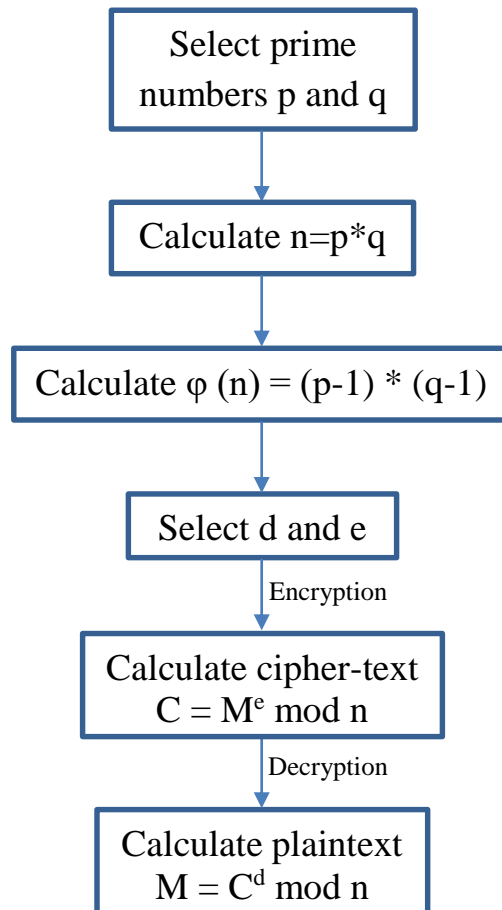 Select prime
numbers p and q
Calculate n=p*q
Calculate φ (n) = (p-1) * (q-1)
Select d and e
Encryption
Calculate cipher-text
C = Mᵉ mod n
Decryption
Calculate plaintext
M = Cᵈ mod n